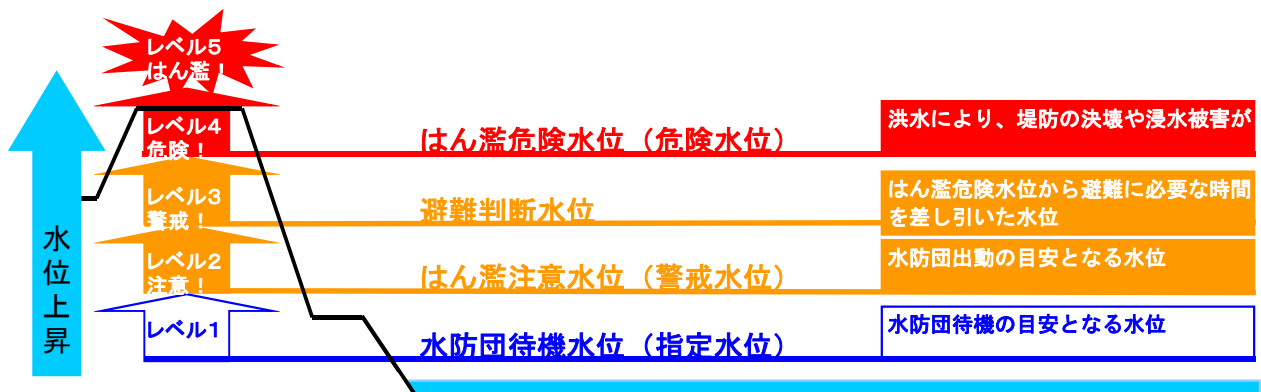 レベル5
はん濫！
レベル4
危険！
はん濫危険水位（危険水位）
洪水により、堤防の決壊や浸水被害が
レベル3
警戒！
避難判断水位
はん濫危険水位から避難に必要な時間
を差し引いた水位
レベル2
注意！
はん濫注意水位（警戒水位）
水防団出動の目安となる水位
レベル1
水防団待機水位（指定水位）
水防団待機の目安となる水位
水位上昇